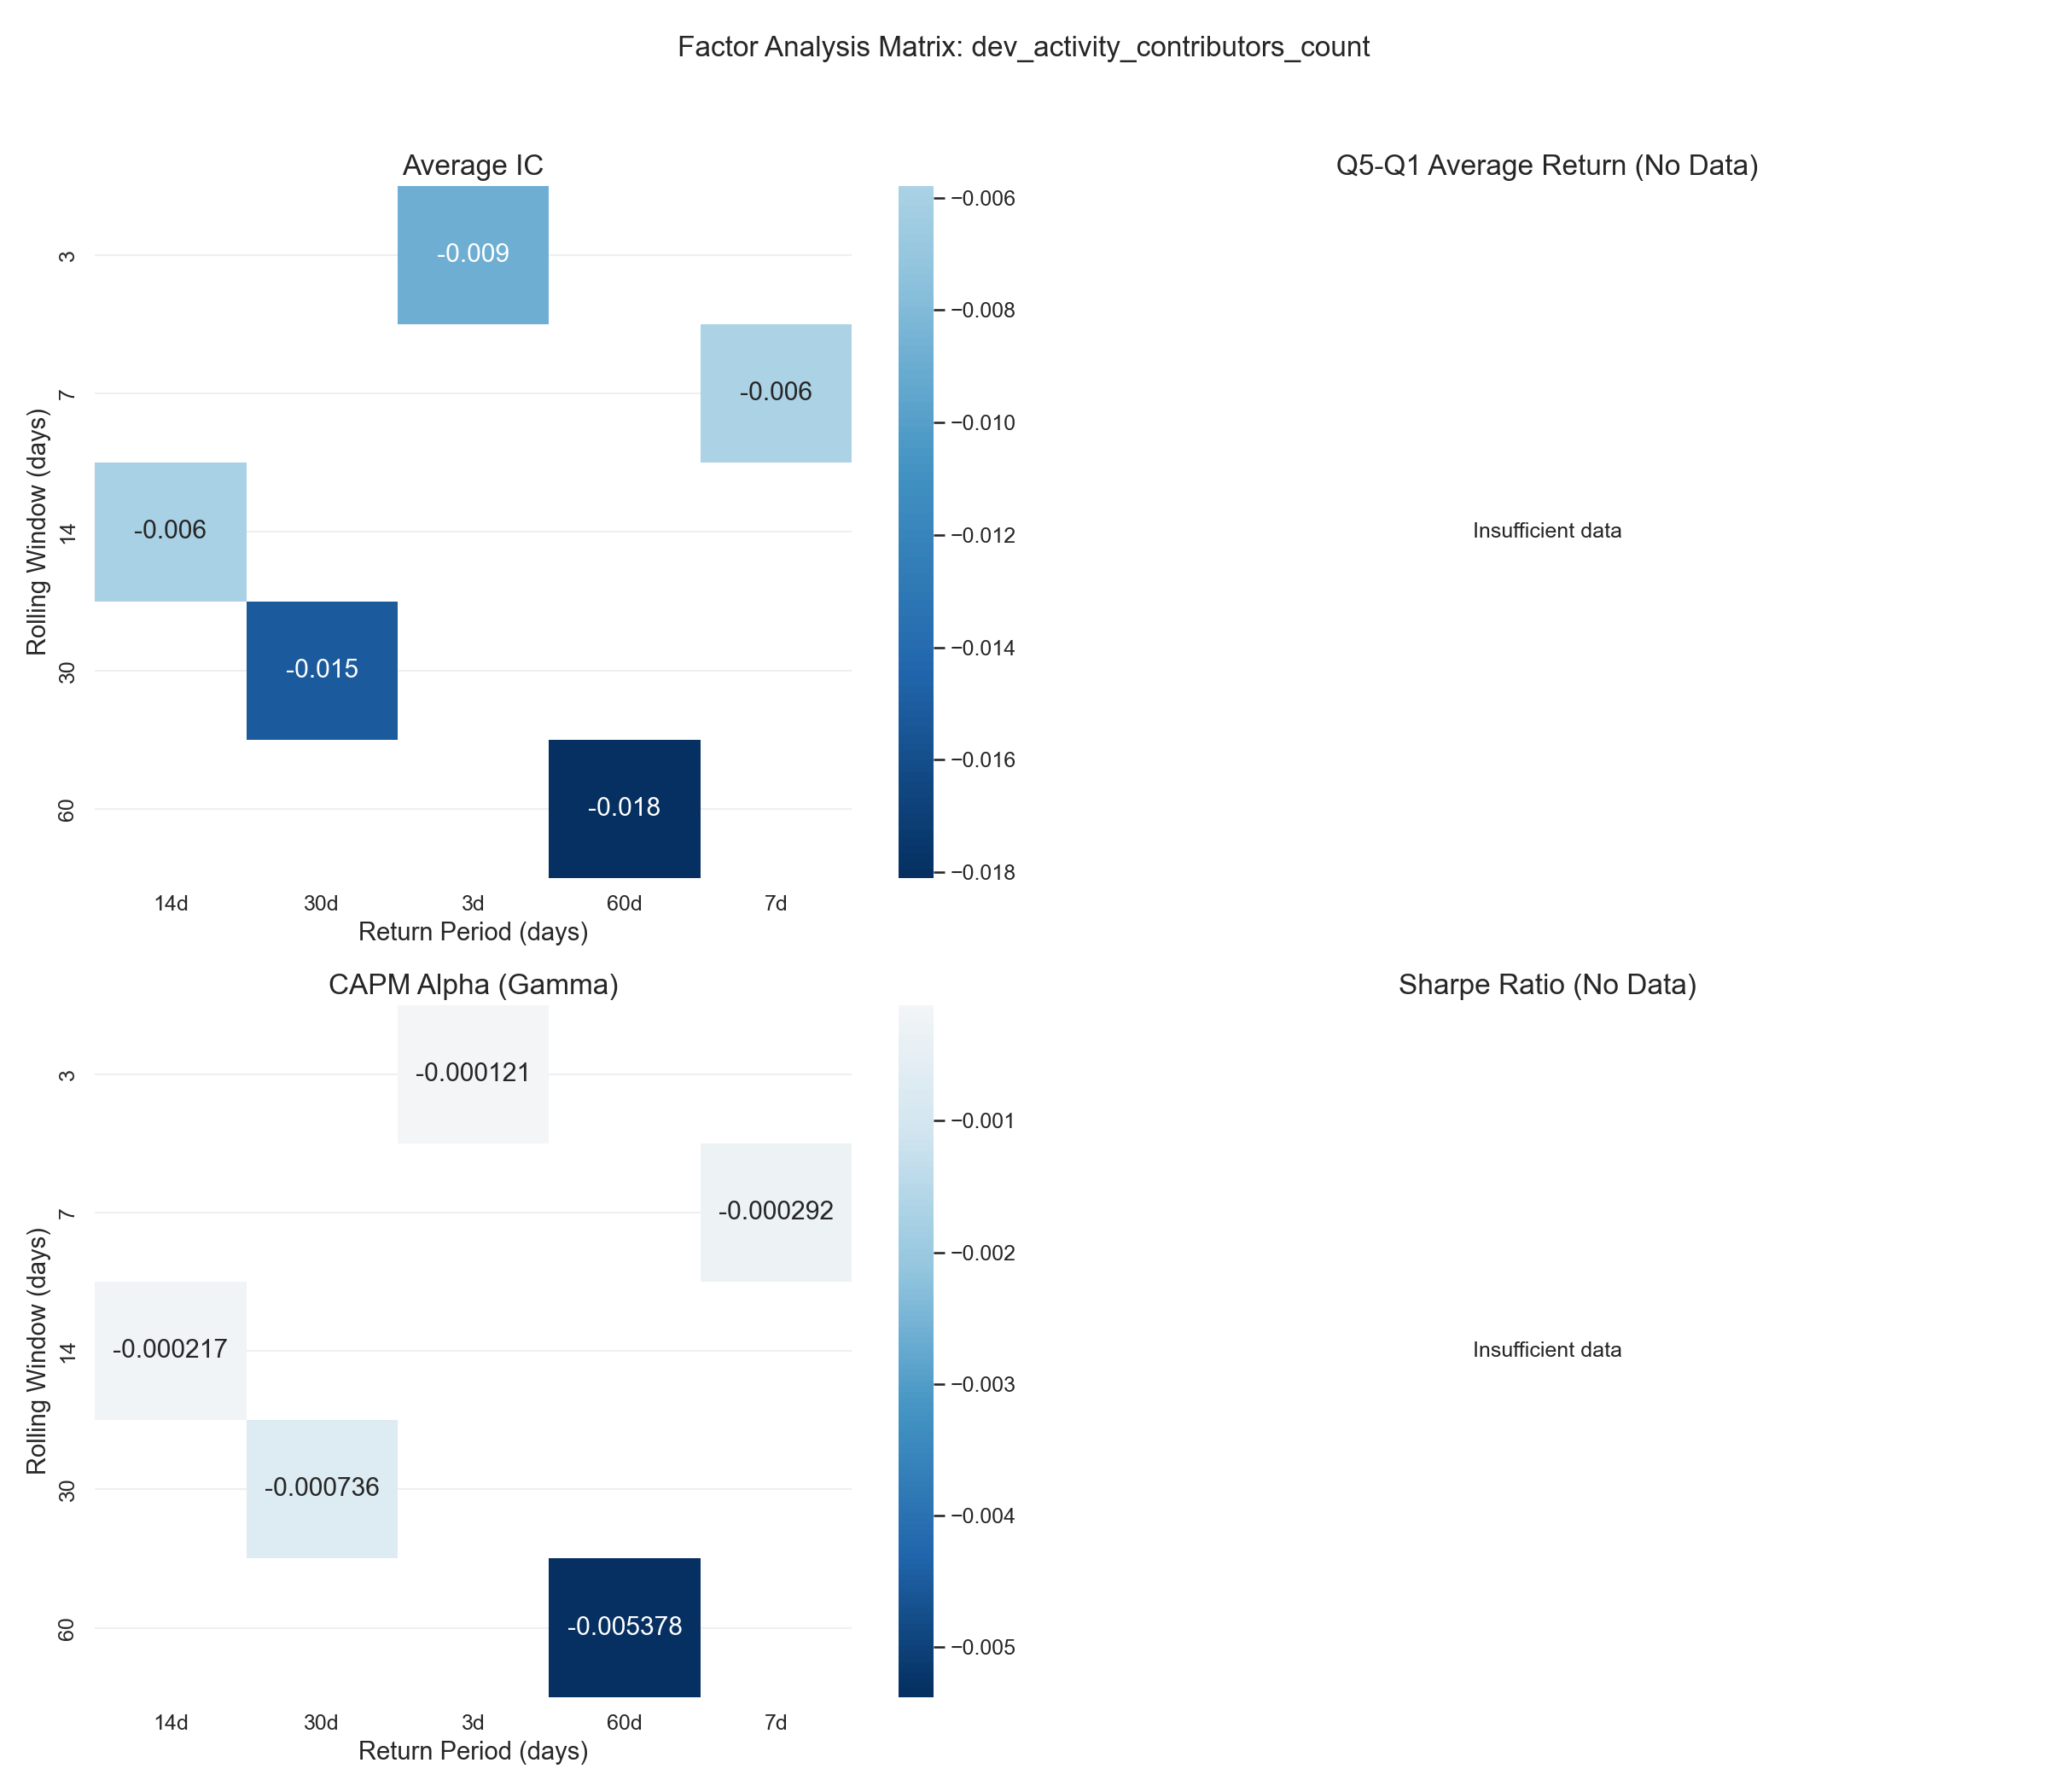 Factor Analysis Matrix: dev_activity_contributors_count
Average IC
3
7
14
30
60
Rolling Window (days)
-0.009
-0.006
-0.006
-0.015
-0.018
14d
30d
3d
60d
7d
Return Period (days)
−0.006
−0.008
−0.010
−0.012
−0.014
−0.016
−0.018
Q5-Q1 Average Return (No Data)
Insufficient data
CAPM Alpha (Gamma)
3
7
14
30
60
Rolling Window (days)
-0.000121
-0.000292
-0.000217
-0.000736
-0.005378
14d
30d
3d
60d
7d
Return Period (days)
−0.001
−0.002
−0.003
−0.004
−0.005
Sharpe Ratio (No Data)
Insufficient data